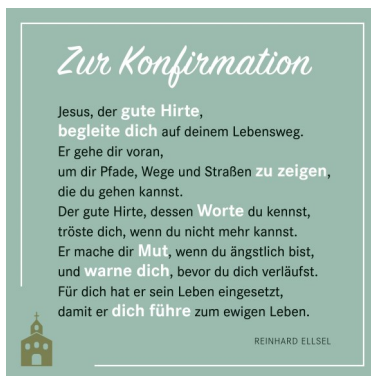 Zur Konfirmation
Jesus, der gute Hirte,
begleite dich auf deinem Lebensweg.
Er gehe dir voran,
um dir Pfade, Wege und Straßen zu zeigen,
die du gehen kannst.
Der gute Hirte, dessen Worte du kennst,
tröste dich, wenn du nicht mehr kannst.
Er mache dir Mut, wenn du ängstlich bist,
und warne dich, bevor du dich verläufst.
Für dich hat er sein Leben eingesetzt,
damit er dich führe zum ewigen Leben.
REINHARD ELLSEL